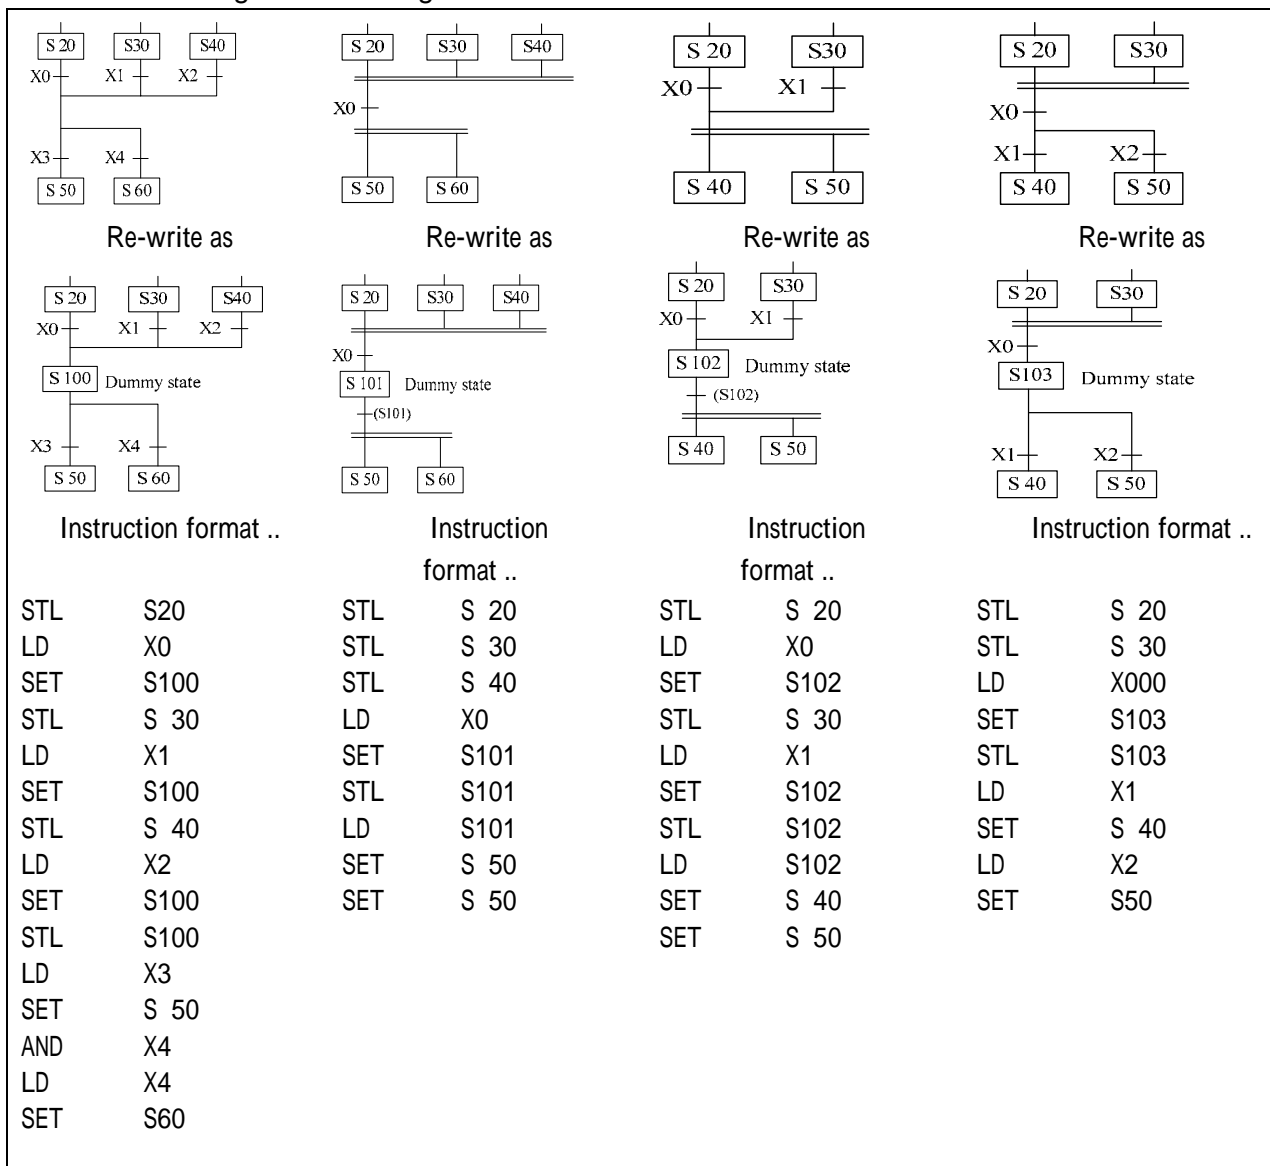 S 20 S30 S40
X0 X1 X2
X3 X4
S 50 S 60
Re-write as
S 20 S30 S40
X0 X1 X2
S 100 Dummy state
X3 X4
S 50 S 60
Instruction format ..
STL S20
LD X0
SET S100
STL S 30
LD X1
SET S100
STL S 40
LD X2
SET S100
STL S100
LD X3
SET S 50
AND X4
LD X4
SET S60
S 20 S30 S40
X0
S 50 S 60
Re-write as
S 20 S30 S40
X0
S 101 Dummy state
(S101)
S 50 S 60
Instruction
format ..
STL S 20
STL S 30
STL S 40
LD X0
SET S101
STL S101
LD S101
SET S 50
SET S 50
S 20 S30
X0 X1
S 40 S 50
Re-write as
S 20 S30
X0 X1
S 102 Dummy state
(S102)
S 40 S 50
Instruction
format ..
STL S 20
LD X0
SET S102
STL S 30
LD X1
SET S102
STL S102
LD S102
SET S 40
SET S 50
S 20 S30
X0
X1 X2
S 40 S 50
Re-write as
S 20 S30
X0
S103 Dummy state
X1 X2
S 40 S 50
Instruction format ..
STL S 20
STL S 30
LD X000
SET S103
STL S103
LD X1
SET S 40
LD X2
SET S50